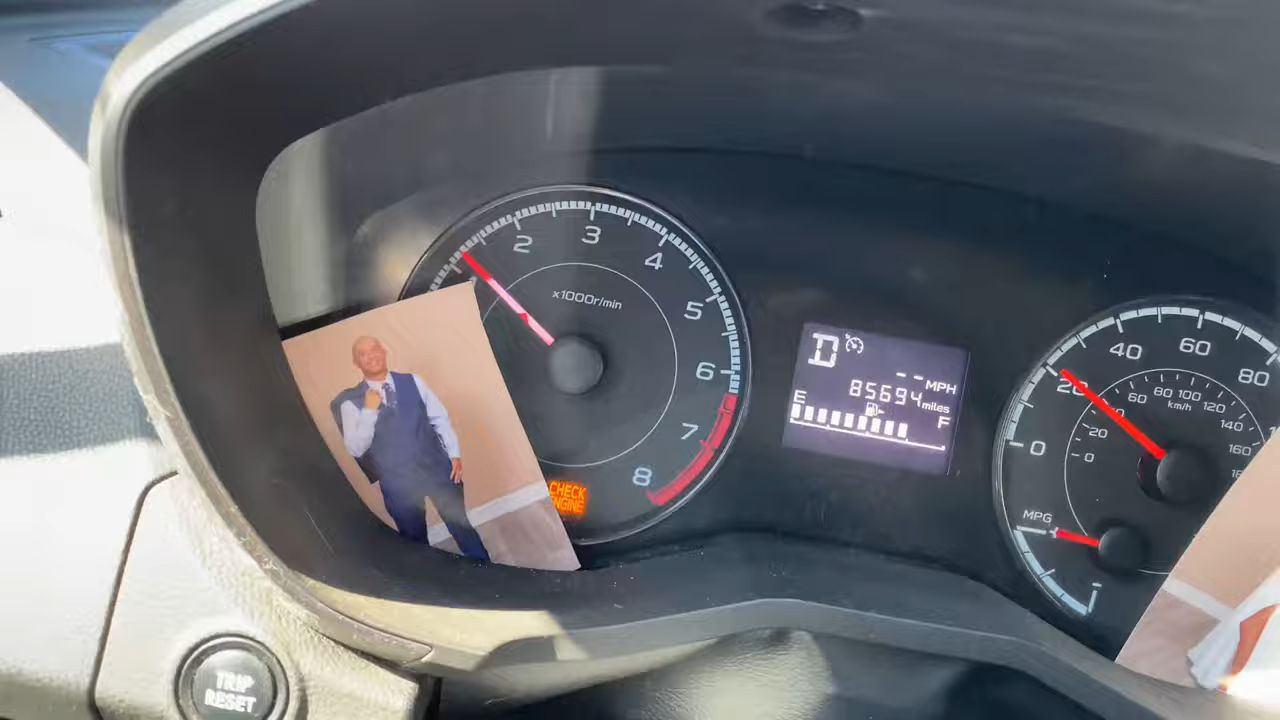 2
3
4
5
6
7
8
x1000r/min
CHECK
ENGINE
D
-- MPH
85694 miles
E
F
0
20
40
60
80
0
20
60
80
100
120
140
160
km/h
MPG
TRIP
RESET